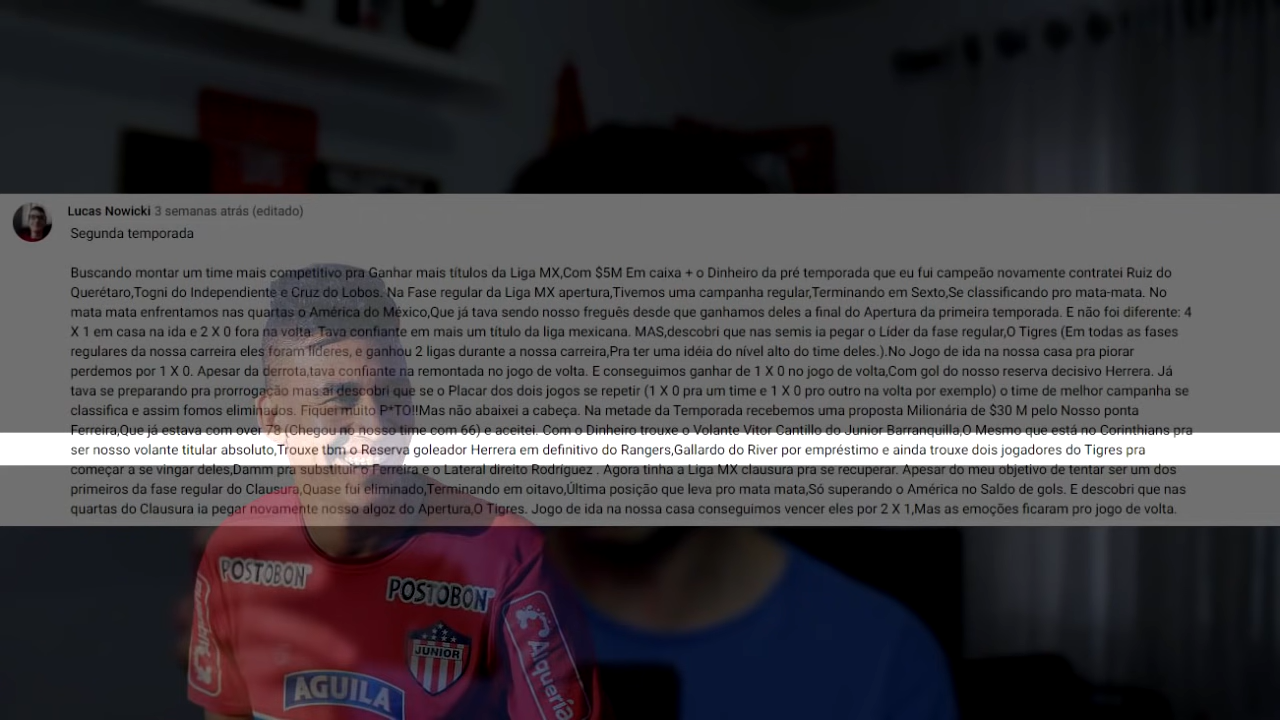 Lucas Nowicki 3 semanas atrás (editado)
Segunda temporada
Buscando montar um time mais competitivo pra Ganhar mais títulos da Liga MX,Com $5M Em caixa + o Dinheiro da pré temporada que eu fui campeão novamente contratei Ruiz do
Querétaro,Togni do Independiente e Cruz do Lobos. Na Fase regular da Liga MX apertura,Tivemos uma campanha regular,Terminando em Sexto,Se classificando pro mata-mata. No
mata mata enfrentamos nas quartas o América do México,Que já tava sendo nosso freguês desde que ganhamos deles a final do Apertura da primeira temporada. E não foi diferente: 4
X 1 em casa na ida e 2 X 0 fora na volta. Tava confiante em mais um título da liga mexicana. MAS,descobri que nas semis ia pegar o Líder da fase regular,O Tigres (Em todas as fases
regulares da nossa carreira eles foram líderes, e ganhou 2 ligas durante a nossa carreira,Pra ter uma idéia do nível alto do time deles.).No Jogo de ida na nossa casa pra piorar
perdemos por 1 X 0. Apesar da derrota,tava confiante na remontada no jogo de volta. E conseguimos ganhar de 1 X 0 no jogo de volta,Com gol do nosso reserva decisivo Herrera. Já
tava se preparando pra prorrogação mas aí descobri que se o Placar dos dois jogos se repetir (1 X 0 pra um time e 1 X 0 pro outro na volta por exemplo) o time de melhor campanha se
classifica e assim fomos eliminados. Fiquei muito P*TO!!Mas não abaixei a cabeça. Na metade da Temporada recebemos uma proposta Milionária de $30 M pelo Nosso ponta
Ferreira,Que já estava com over 78 (Chegou no nosso time com 66) e aceitei. Com o Dinheiro trouxe o Volante Vitor Cantillo do Junior Barranquilla,O Mesmo que está no Corinthians pra
ser nosso volante titular absoluto,Trouxe tbm o Reserva goleador Herrera em definitivo do Rangers,Gallardo do River por empréstimo e ainda trouxe dois jogadores do Tigres pra
começar a se vingar deles,Damm pra substituir o Ferreira e o Lateral direito Rodríguez . Agora tinha a Liga MX clausura pra se recuperar. Apesar do meu objetivo de tentar ser um dos
primeiros da fase regular do Clausura,Quase fui eliminado,Terminando em oitavo,Última posição que leva pro mata mata,Só superando o América no Saldo de gols. E descobri que nas
quartas do Clausura ia pegar novamente nosso algoz do Apertura,O Tigres. Jogo de ida na nossa casa conseguimos vencer eles por 2 X 1,Mas as emoções ficaram pro jogo de volta.
POSTOBON
POSTOBON
JUNIOR
AGUILA
Alquería